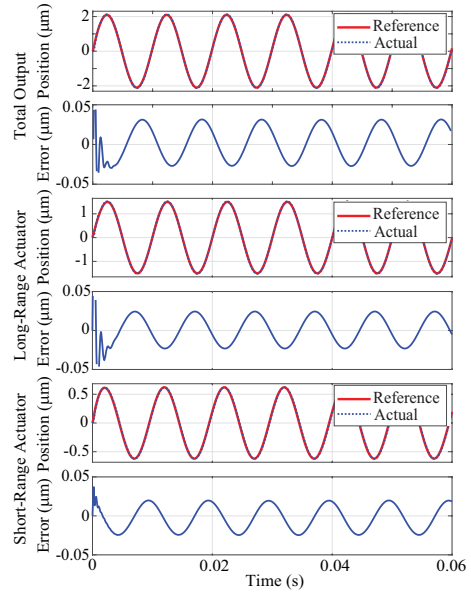 Total Output
Position (µm)
2
0
-2
Reference
Actual
Error (µm)
0.05
0
-0.05
Long-Range Actuator
Position (µm)
1
0
-1
Reference
Actual
Error (µm)
0.05
0
-0.05
Short-Range Actuator
Position (µm)
0.5
0
-0.5
Reference
Actual
Error (µm)
0.05
0
-0.05
0 0.02 0.04 0.06
Time (s)